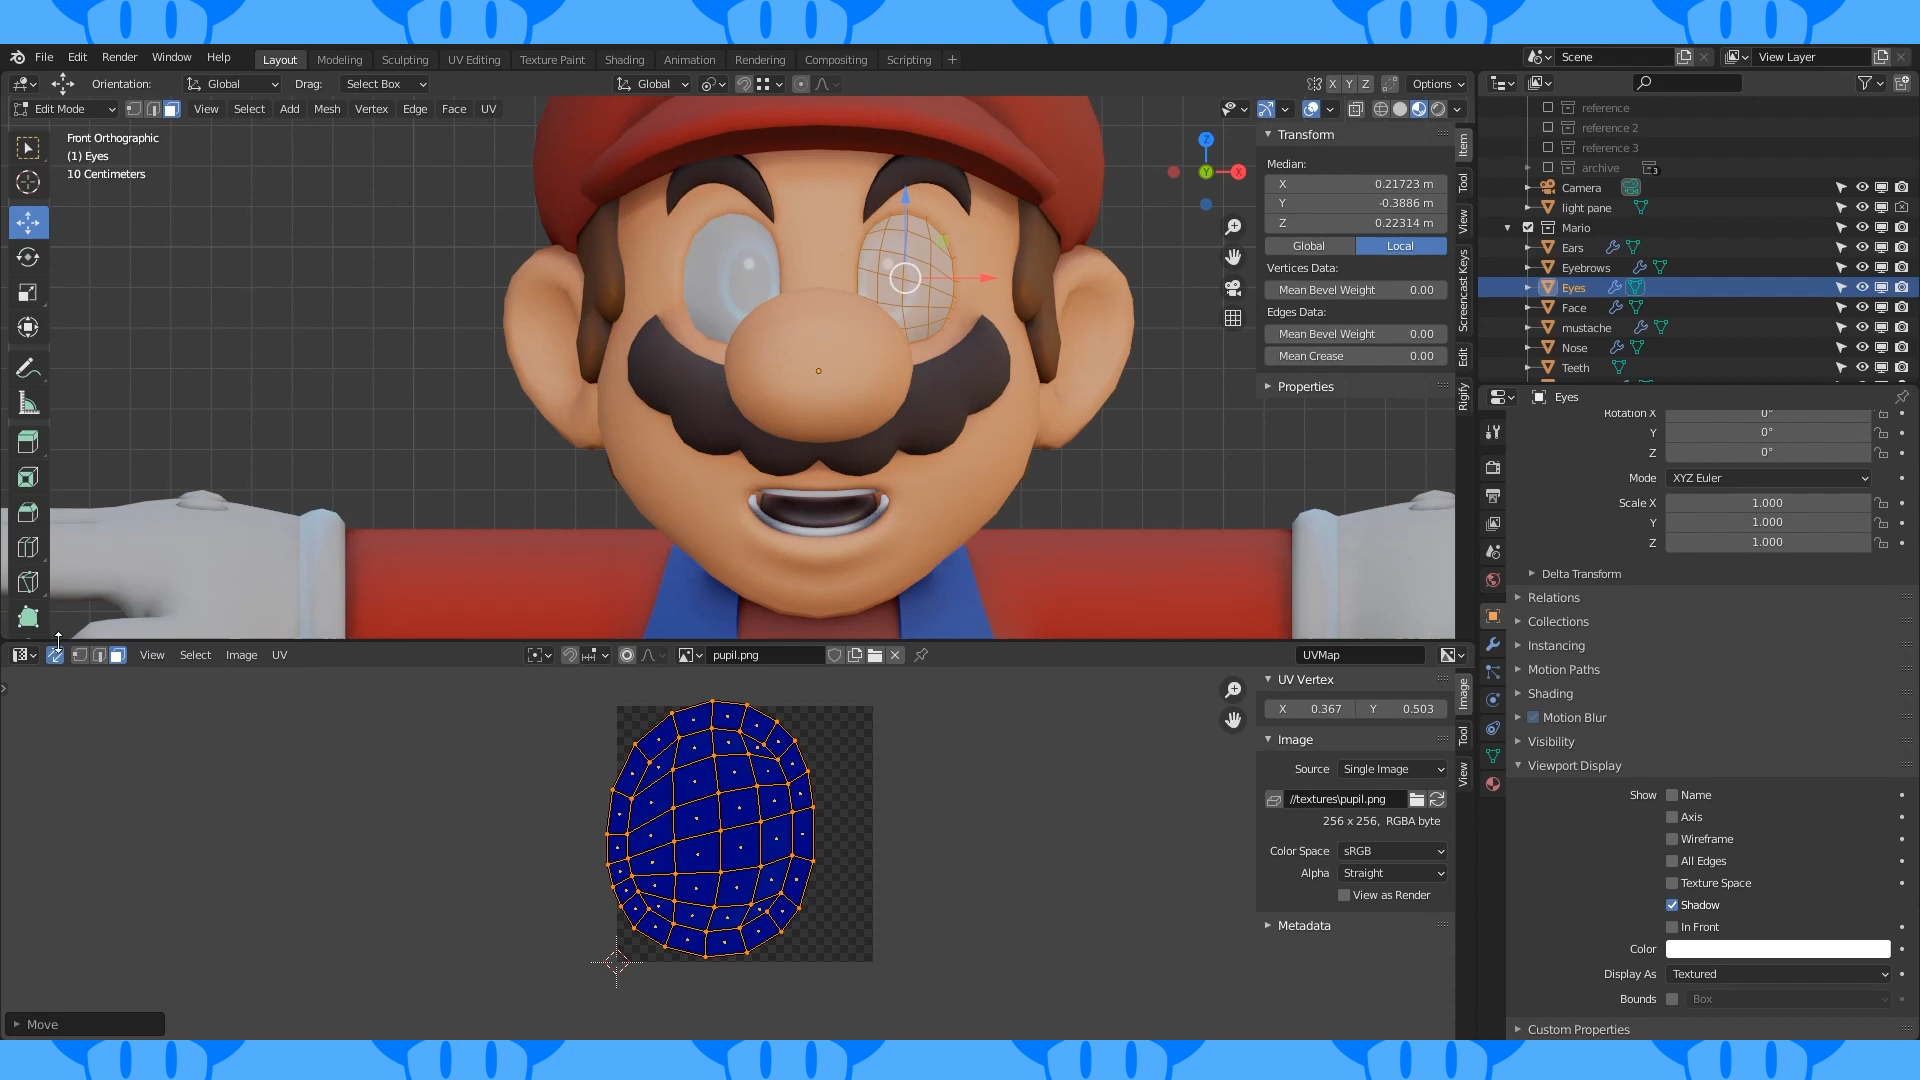 File Edit Render Window Help Layout Modeling Sculpting UV Editing Texture Paint Shading Animation Rendering Compositing Scripting + Scene View Layer
Orientation: Global Drag: Select Box Global X Y Z Options
Edit Mode View Select Add Mesh Vertex Edge Face UV
Front Orthographic
(1) Eyes
10 Centimeters
Z
Y
X
Transform
Median:
X 0.21723 m
Y -0.3886 m
Z 0.22314 m
Global Local
Vertices Data:
Mean Bevel Weight 0.00
Edges Data:
Mean Bevel Weight 0.00
Mean Crease 0.00
Properties
Item
Tool
View
Screencast Keys
Edit
Rigify
reference
reference 2
reference 3
archive 3
Camera
light pane
Mario
Ears
Eyebrows
Eyes
Face
mustache
Nose
Teeth
Eyes
Rotation X 0°
Y 0°
Z 0°
Mode XYZ Euler
Scale X 1.000
Y 1.000
Z 1.000
Delta Transform
Relations
Collections
Instancing
Motion Paths
Shading
Motion Blur
Visibility
Viewport Display
Show Name
Axis
Wireframe
All Edges
Texture Space
Shadow
In Front
Color
Display As Textured
Bounds Box
Custom Properties
View Select Image UV pupil.png UVMap
UV Vertex
X 0.367 Y 0.503
Image
Source Single Image
//textures\pupil.png
256 x 256, RGBA byte
Color Space sRGB
Alpha Straight
View as Render
Metadata
Image
Tool
View
Move